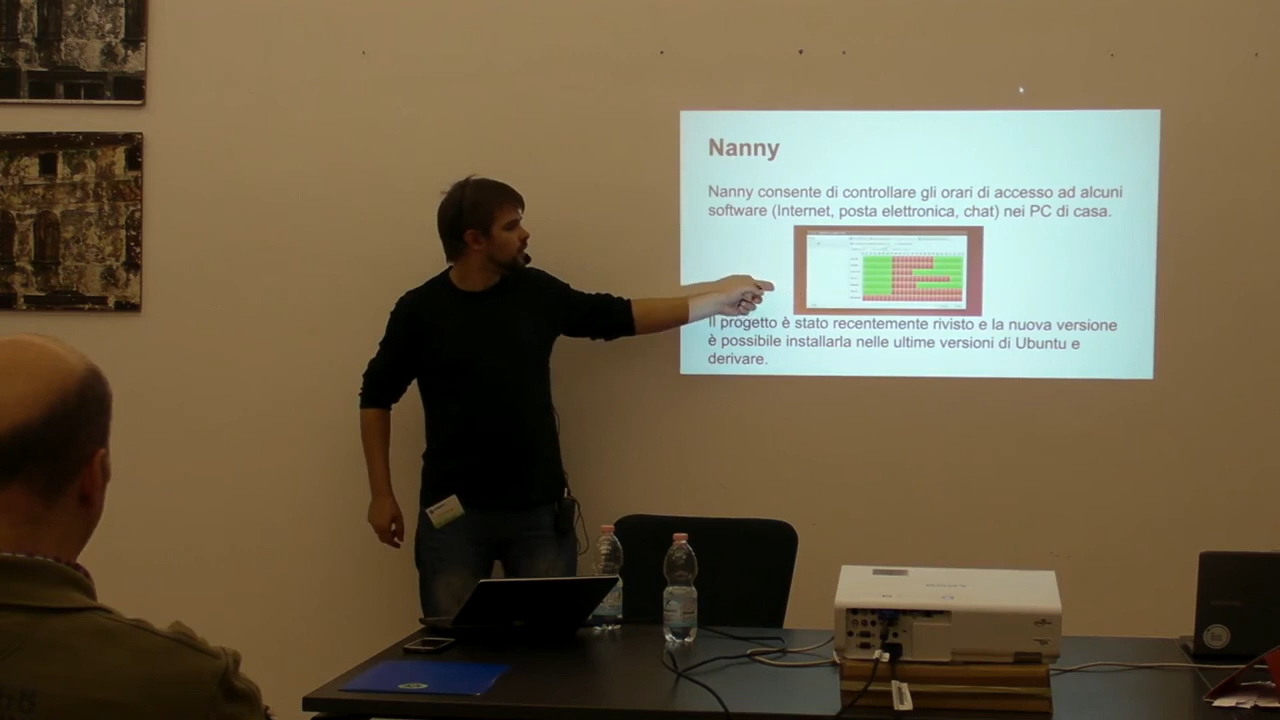 Nanny
Nanny consente di controllare gli orari di accesso ad alcuni
software (Internet, posta elettronica, chat) nei PC di casa.
Il progetto è stato recentemente rivisto e la nuova versione
è possibile installarla nelle ultime versioni di Ubuntu e
derivare.